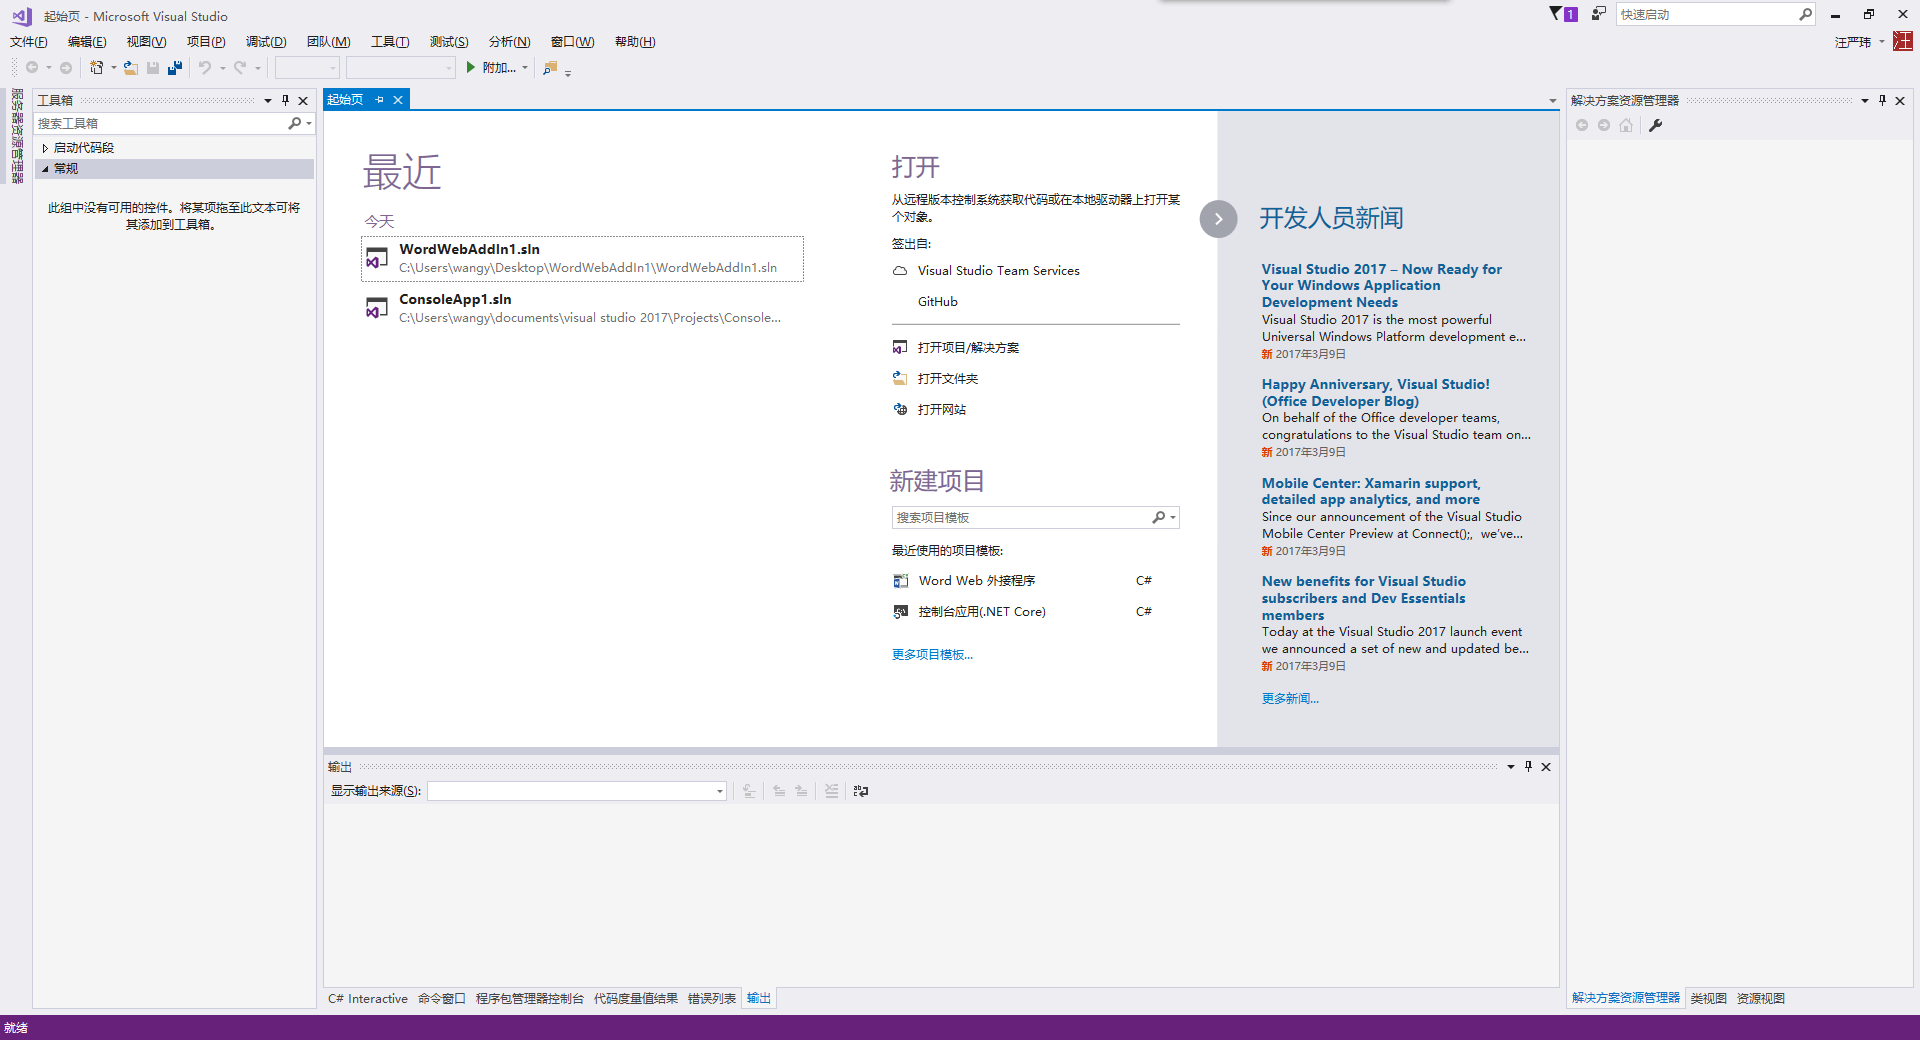 起始页 - Microsoft Visual Studio
1
快速启动
文件(F) 编辑(E) 视图(V) 项目(P) 调试(D) 团队(M) 工具(T) 测试(S) 分析(N) 窗口(W) 帮助(H)
汪严玮
汪
附加...
服务器资源管理器
工具箱
搜索工具箱
启动代码段
常规
此组中没有可用的控件。将某项拖至此文本可将
其添加到工具箱。
起始页
最近
今天
WordWebAddIn1.sln
C:\Users\wangy\Desktop\WordWebAddIn1\WordWebAddIn1.sln
ConsoleApp1.sln
C:\Users\wangy\documents\visual studio 2017\Projects\Console...
打开
从远程版本控制系统获取代码或在本地驱动器上打开某
个对象。
签出自:
Visual Studio Team Services
GitHub
打开项目/解决方案
打开文件夹
打开网站
新建项目
搜索项目模板
最近使用的项目模板:
Word Web 外接程序 C#
控制台应用(.NET Core) C#
更多项目模板...
开发人员新闻
Visual Studio 2017 – Now Ready for
Your Windows Application
Development Needs
Visual Studio 2017 is the most powerful
Universal Windows Platform development e...
新 2017年3月9日
Happy Anniversary, Visual Studio!
(Office Developer Blog)
On behalf of the Office developer teams,
congratulations to the Visual Studio team on...
新 2017年3月9日
Mobile Center: Xamarin support,
detailed app analytics, and more
Since our announcement of the Visual Studio
Mobile Center Preview at Connect();, we've...
新 2017年3月9日
New benefits for Visual Studio
subscribers and Dev Essentials
members
Today at the Visual Studio 2017 launch event
we announced a set of new and updated be...
新 2017年3月9日
更多新闻...
输出
显示输出来源(S):
C# Interactive 命令窗口 程序包管理器控制台 代码度量值结果 错误列表 输出
解决方案资源管理器
解决方案资源管理器 类视图 资源视图
就绪